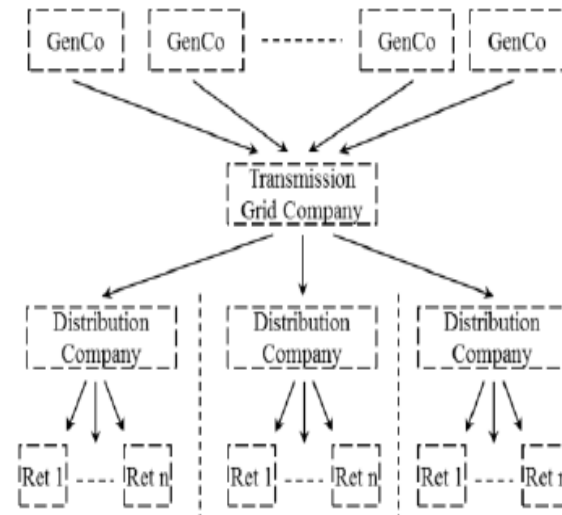 GenCo GenCo GenCo GenCo
Transmission
Grid Company
Distribution Distribution Distribution
Company Company Company
Ret 1 Ret n Ret 1 Ret n Ret 1 Ret n